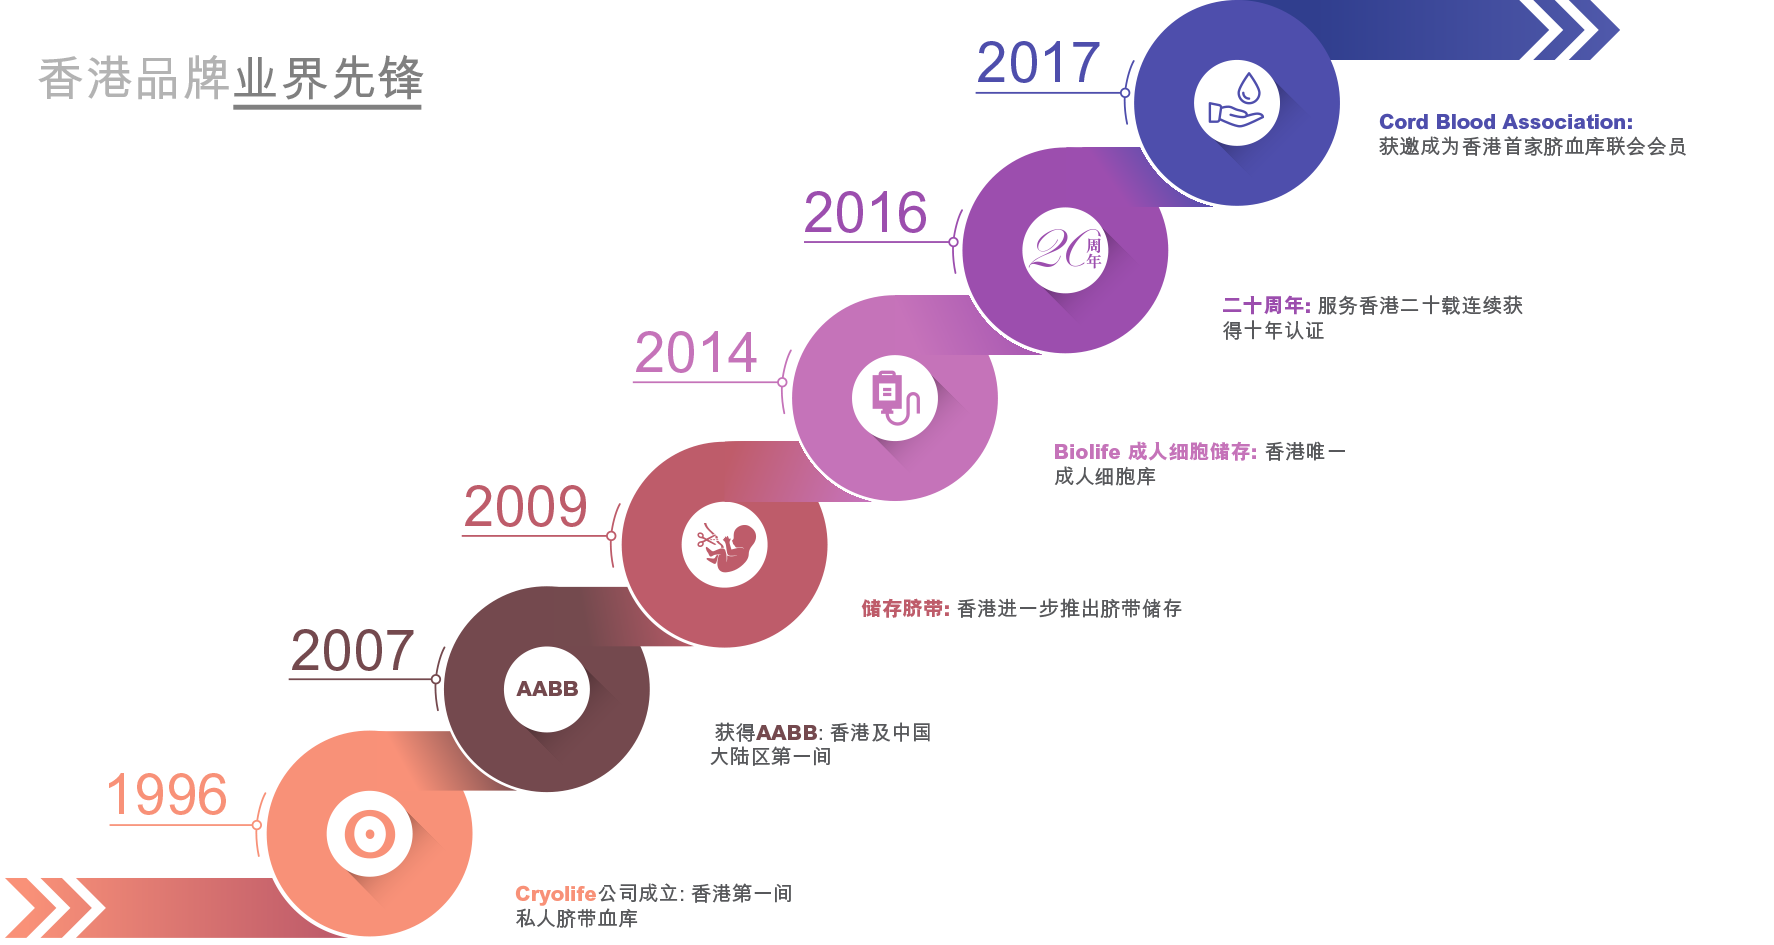 香港品牌业界先锋
2017
Cord Blood Association:
获邀成为香港首家脐血库联会会员
2016
20周年
二十周年: 服务香港二十载连续获
得十年认证
2014
Biolife 成人细胞储存: 香港唯一
成人细胞库
2009
储存脐带: 香港进一步推出脐带储存
2007
AABB
获得AABB: 香港及中国
大陆区第一间
1996
Cryolife公司成立: 香港第一间
私人脐带血库